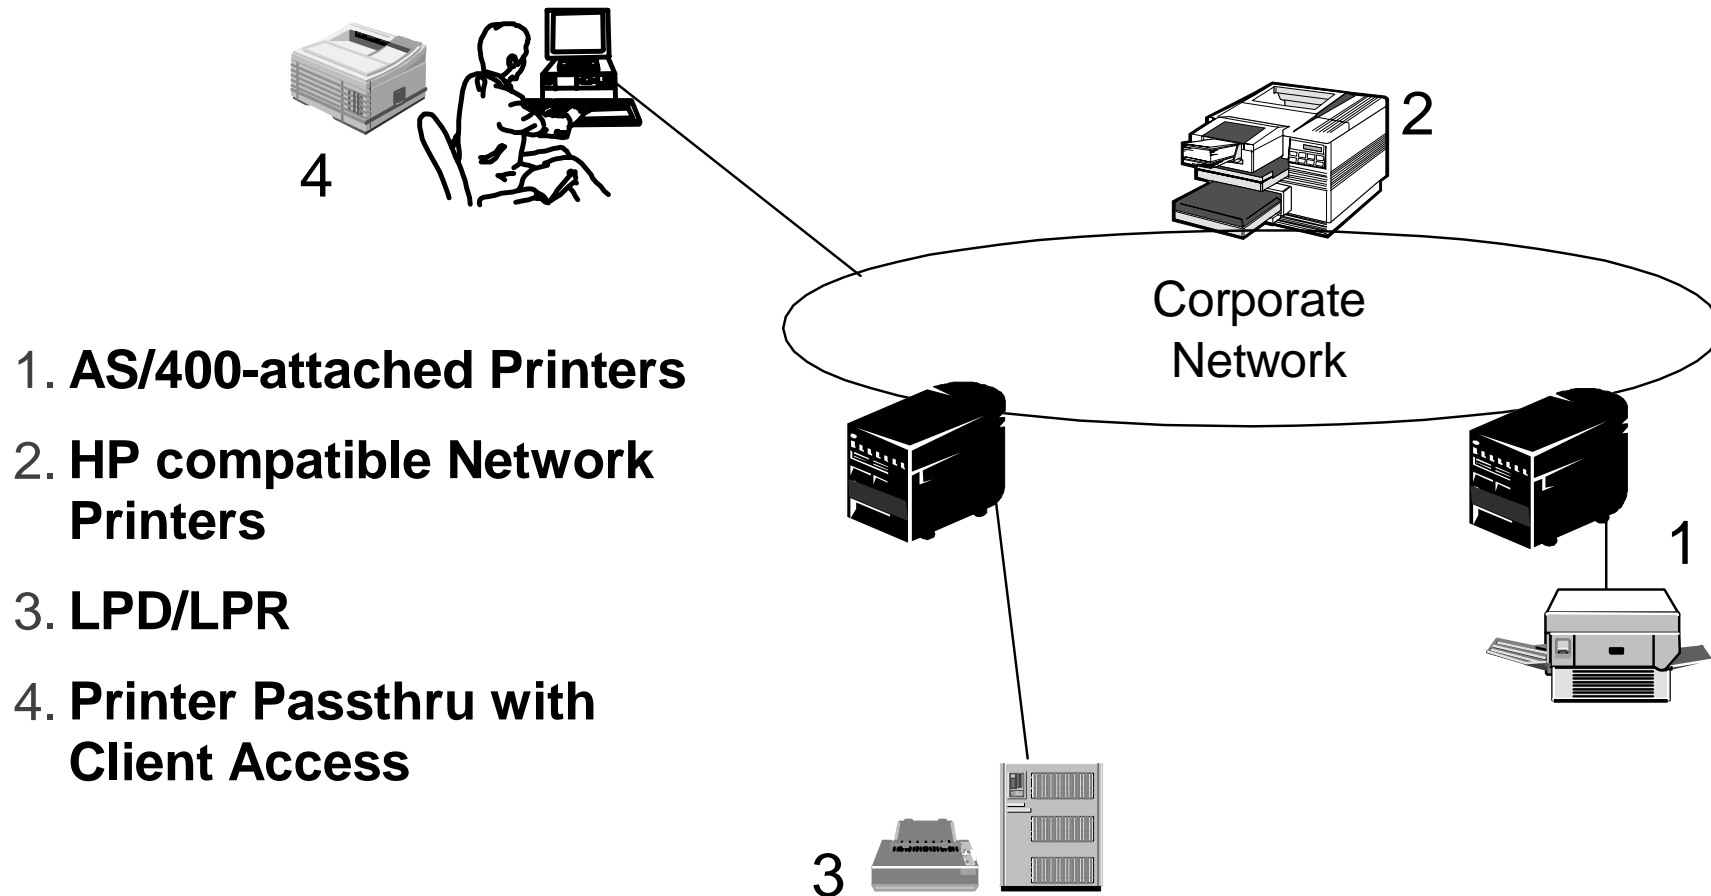 4
2
Corporate
Network
1. AS/400-attached Printers
2. HP compatible Network
Printers
3. LPD/LPR
4. Printer Passthru with
Client Access
1
3